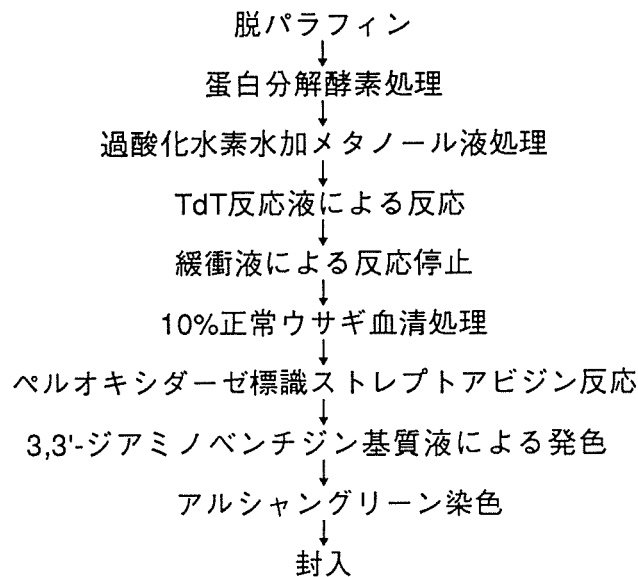 脱パラフィン
蛋白分解酵素処理
過酸化水素水加メタノール液処理
TdT反応液による反応
緩衝液による反応停止
10%正常ウサギ血清処理
ペルオキシダーゼ標識ストレプトアビジン反応
3,3'-ジアミノベンチジン基質液による発色
アルシャングリーン染色
封入